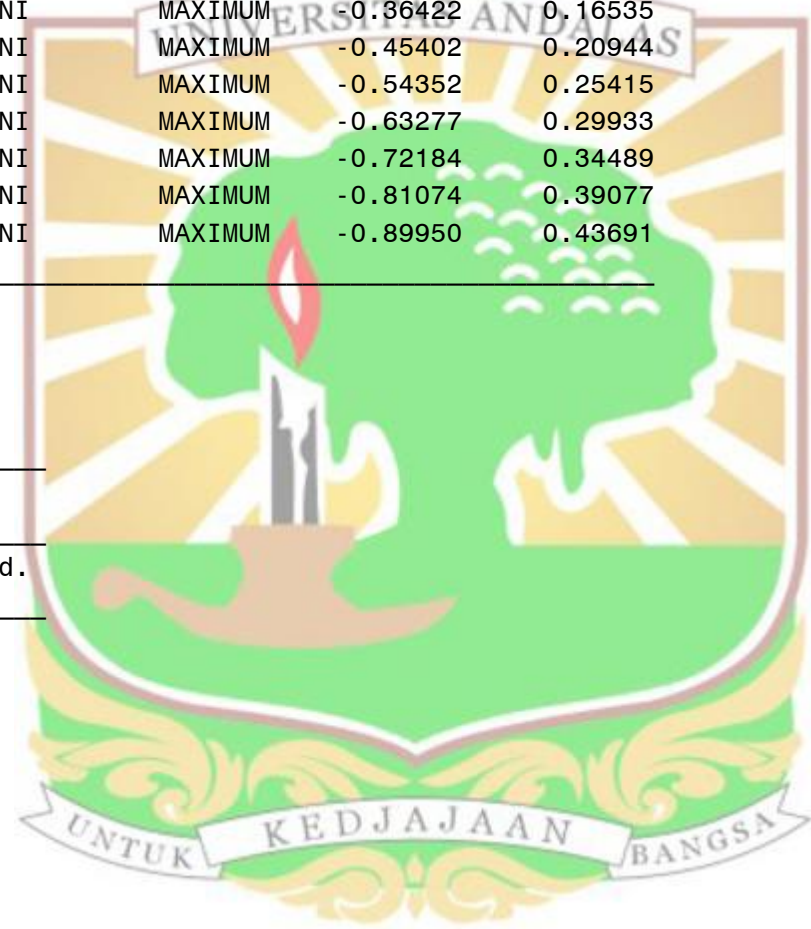 NI MAXIMUM -0.36422 0.16535
UNIVERSITAS ANDALAS
NI MAXIMUM -0.45402 0.20944
NI MAXIMUM -0.54352 0.25415
NI MAXIMUM -0.63277 0.29933
NI MAXIMUM -0.72184 0.34489
NI MAXIMUM -0.81074 0.39077
NI MAXIMUM -0.89950 0.43691
d.
UNTUK KEDJAJAAN BANGSA